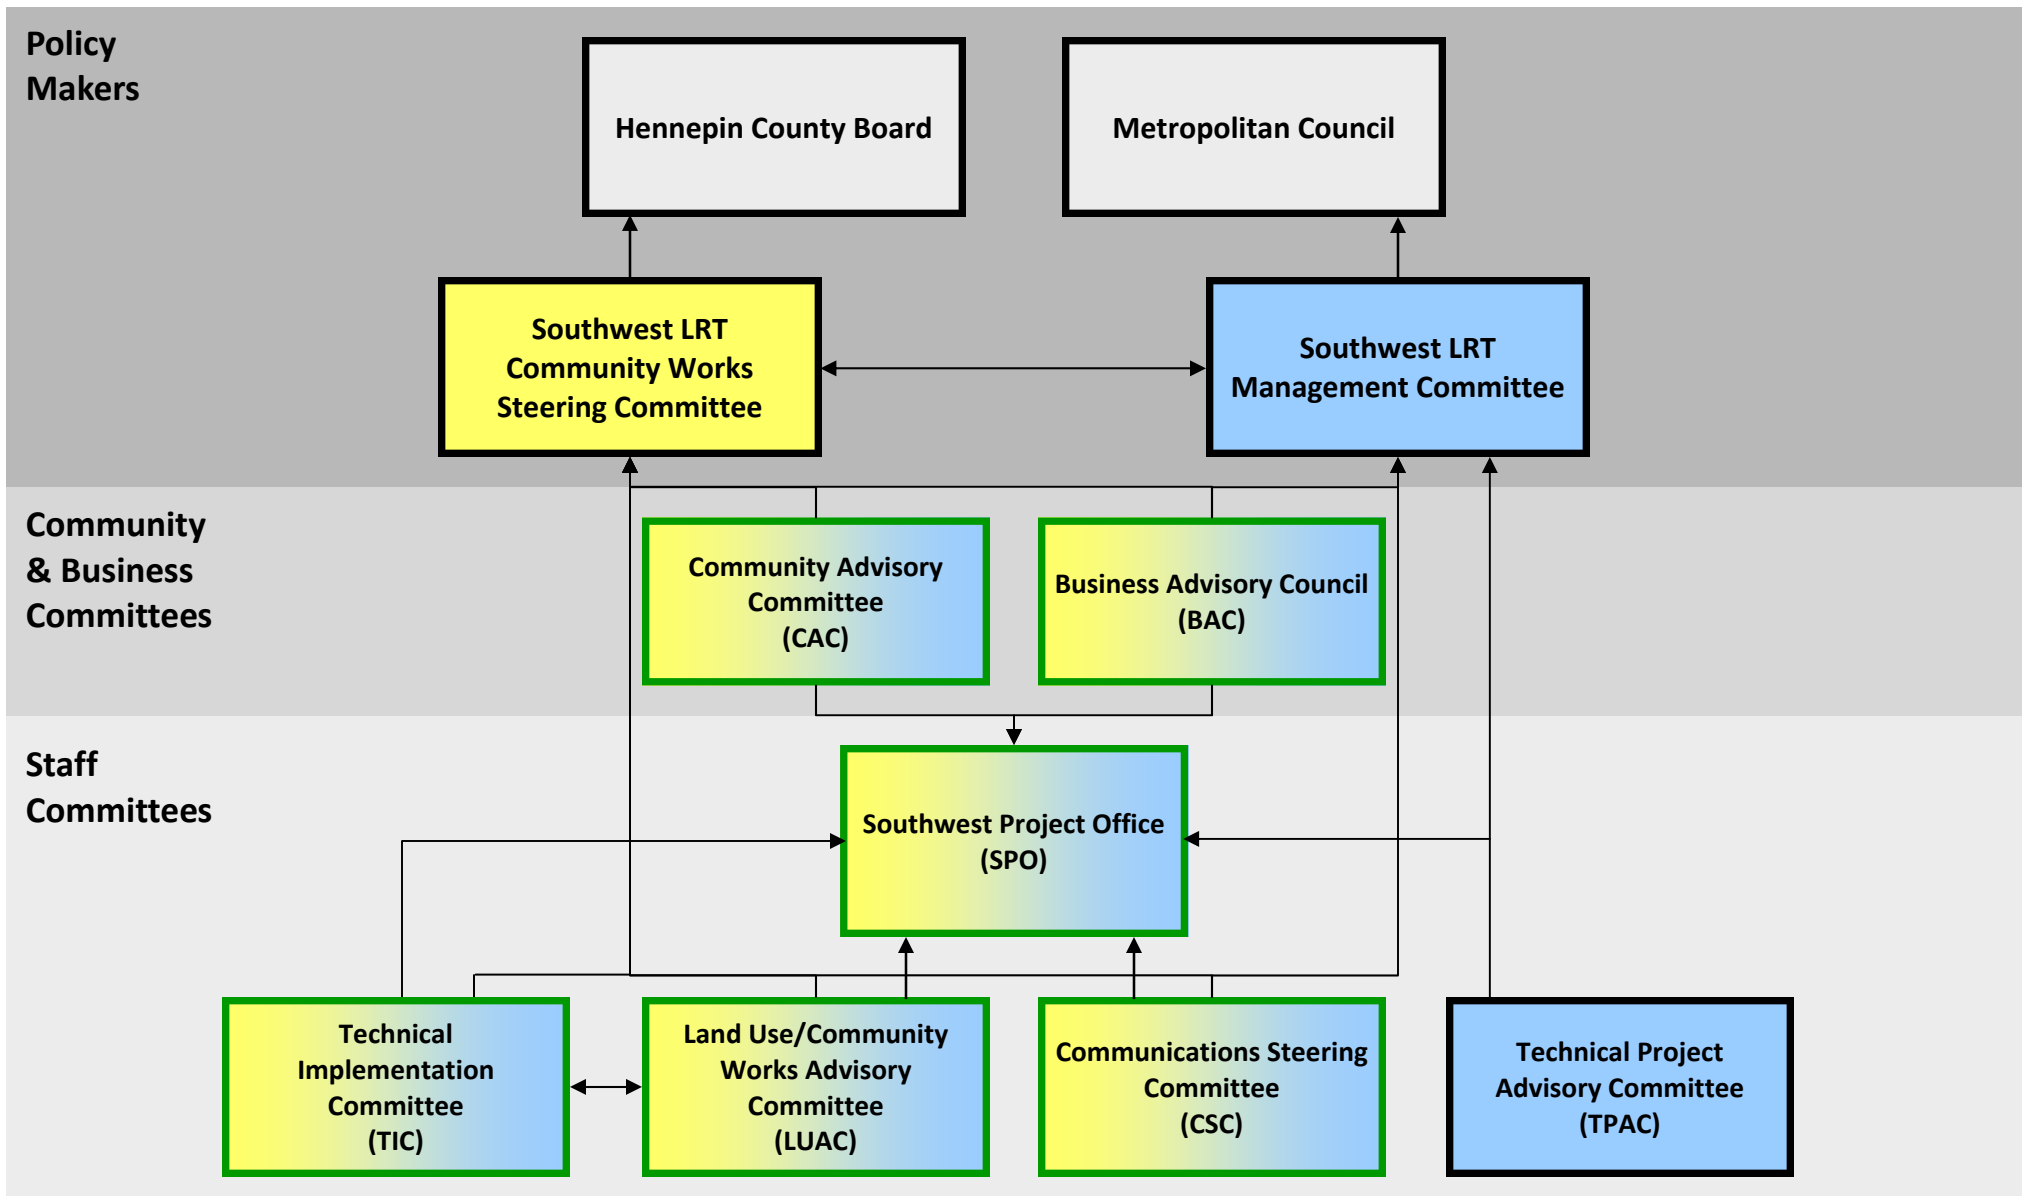 Policy
Makers
Hennepin County Board
Metropolitan Council
Southwest LRT
Community Works
Steering Committee
Southwest LRT
Management Committee
Community
& Business
Committees
Community Advisory
Committee
(CAC)
Business Advisory Council
(BAC)
Staff
Committees
Southwest Project Office
(SPO)
Technical
Implementation
Committee
(TIC)
Land Use/Community
Works Advisory
Committee
(LUAC)
Communications Steering
Committee
(CSC)
Technical Project
Advisory Committee
(TPAC)